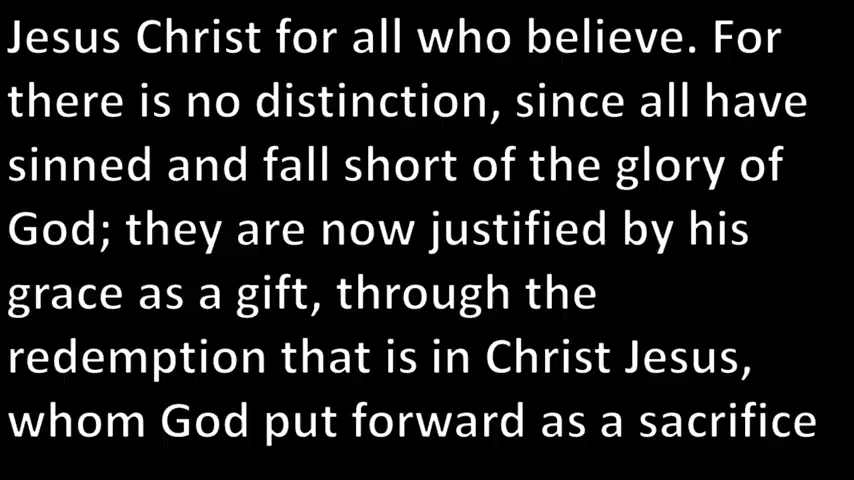 Jesus Christ for all who believe. For
there is no distinction, since all have
sinned and fall short of the glory of
God; they are now justified by his
grace as a gift, through the
redemption that is in Christ Jesus,
whom God put forward as a sacrifice